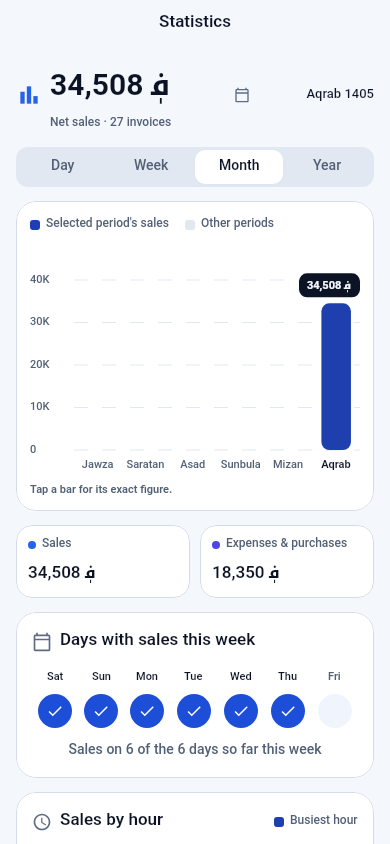 Statistics
34,508 ؋
Aqrab 1405
Net sales · 27 invoices
Day Week Month Year
Selected period's sales Other periods
40K
34,508 ؋
30K
20K
10K
0
Jawza Saratan Asad Sunbula Mizan Aqrab
Tap a bar for its exact figure.
Sales
34,508 ؋
Expenses & purchases
18,350 ؋
Days with sales this week
Sat Sun Mon Tue Wed Thu Fri
Sales on 6 of the 6 days so far this week
Sales by hour
Busiest hour